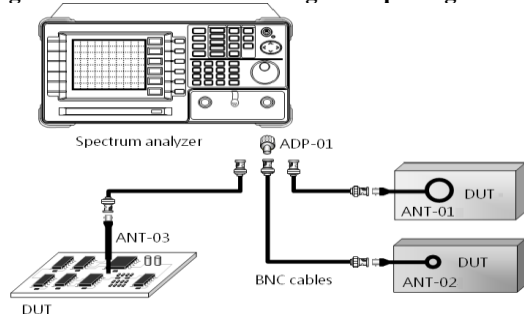 Spectrum analyzer
ADP-01
DUT
ANT-01
ANT-03
DUT
BNC cables
ANT-02
DUT